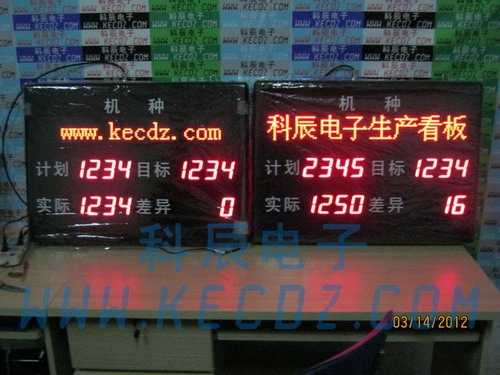 机 种
www.kecdz.com
计划 1234 目标 1234
实际 123.4 差异 0
机 种
科辰电子生产看板
计划 2345 目标 1234
实际 1250 差异 16
科辰电子
WWW.KECDZ.COM
03/14/2012